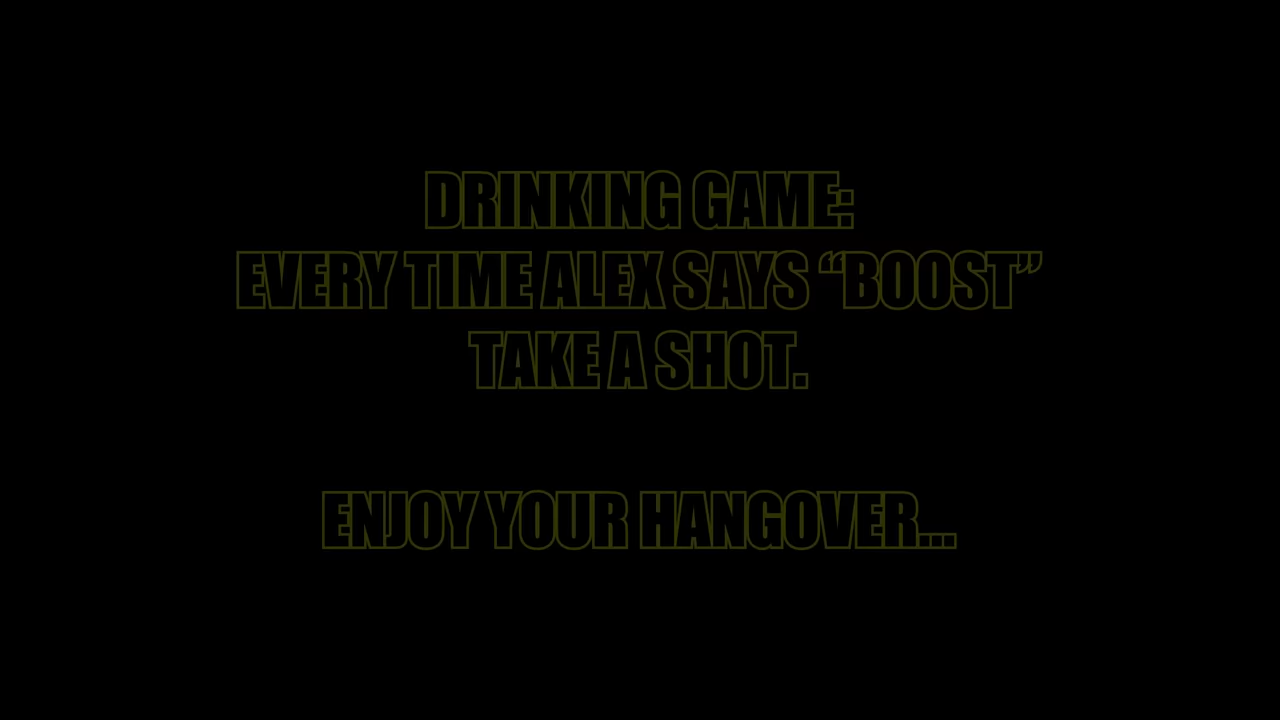 DRINKING GAME:
EVERY TIME ALEX SAYS “BOOST”
TAKE A SHOT.
ENJOY YOUR HANGOVER...